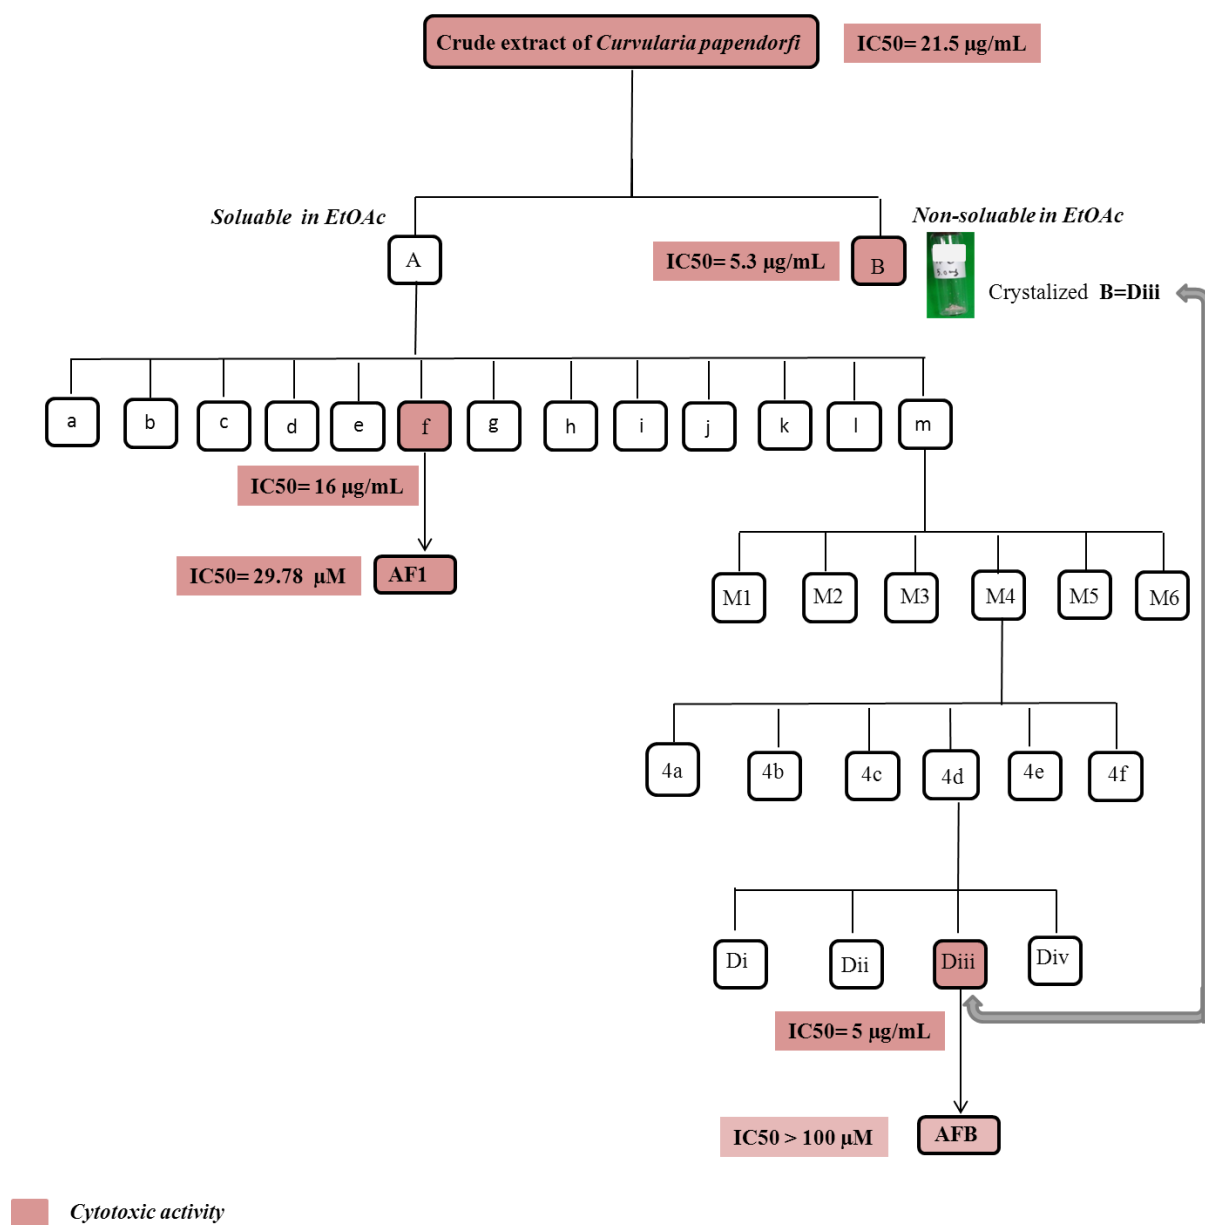 Crude extract of Curvularia papendorfi
IC50= 21.5 µg/mL
Soluable in EtOAc
Non-soluable in EtOAc
A
IC50= 5.3 µg/mL
B
Crystalized B=Diii
a
b
c
d
e
f
g
h
i
j
k
l
m
IC50= 16 µg/mL
IC50= 29.78 µM
AF1
M1
M2
M3
M4
M5
M6
4a
4b
4c
4d
4e
4f
Di
Dii
Diii
Div
IC50= 5 µg/mL
IC50 > 100 µM
AFB
Cytotoxic activity